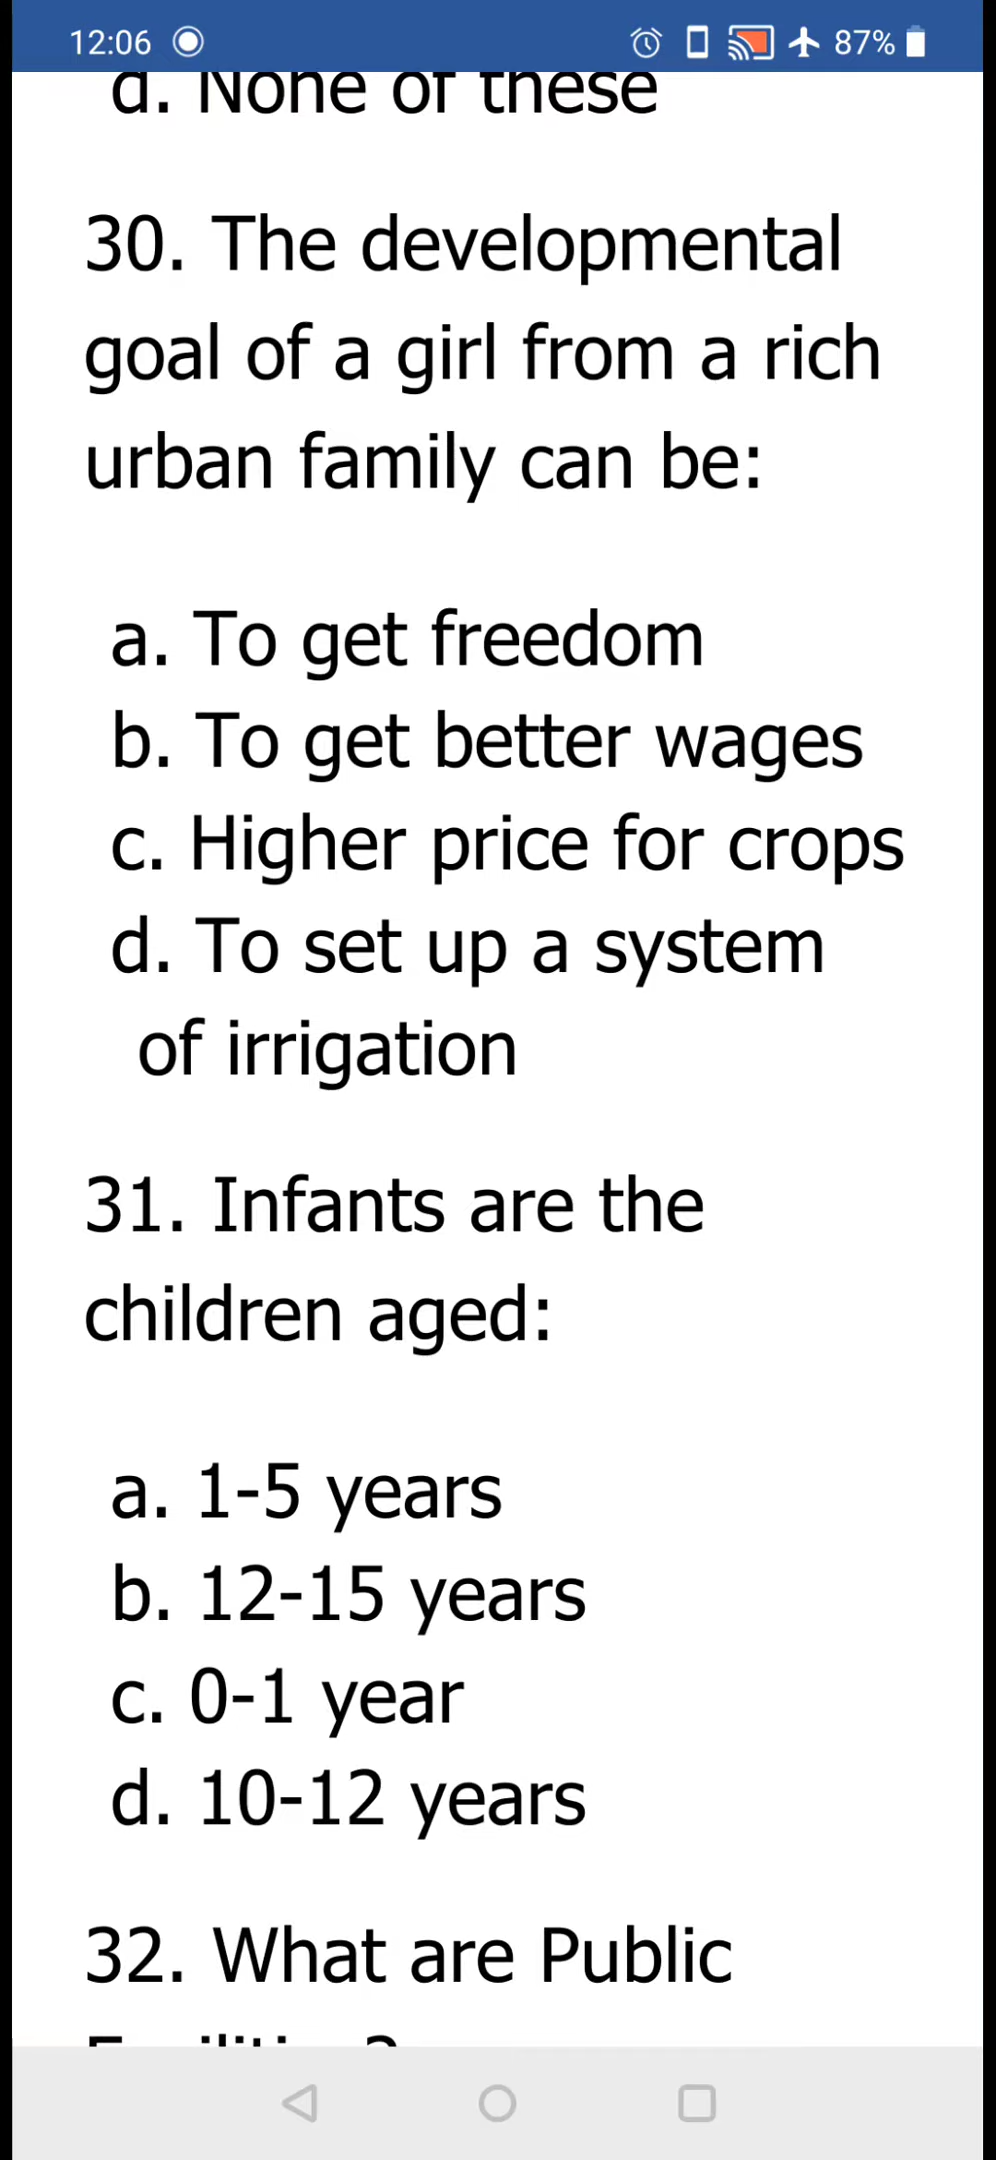 12:06 87%
d. None of these
30. The developmental
goal of a girl from a rich
urban family can be:
a. To get freedom
b. To get better wages
c. Higher price for crops
d. To set up a system
of irrigation
31. Infants are the
children aged:
a. 1-5 years
b. 12-15 years
c. 0-1 year
d. 10-12 years
32. What are Public